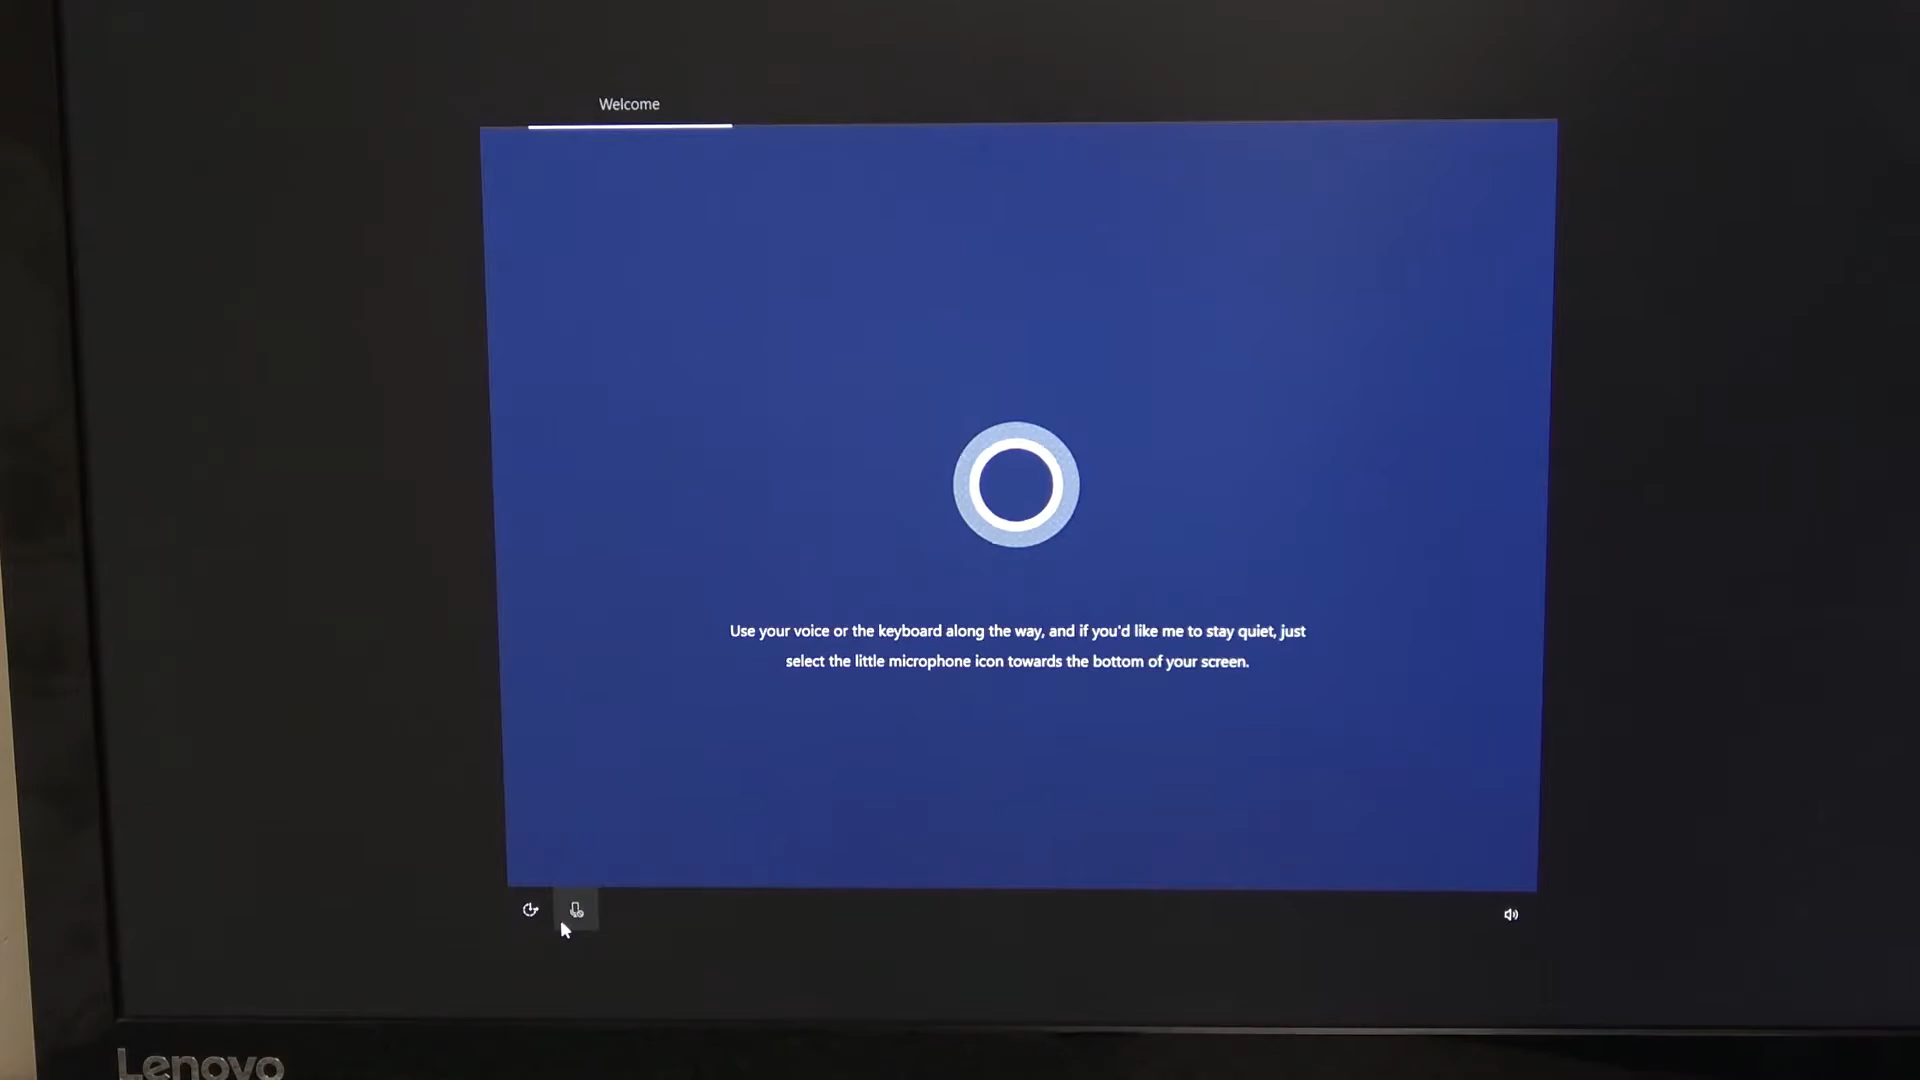 Welcome
Use your voice or the keyboard along the way, and if you'd like me to stay quiet, just
select the little microphone icon towards the bottom of your screen.
Lenovo